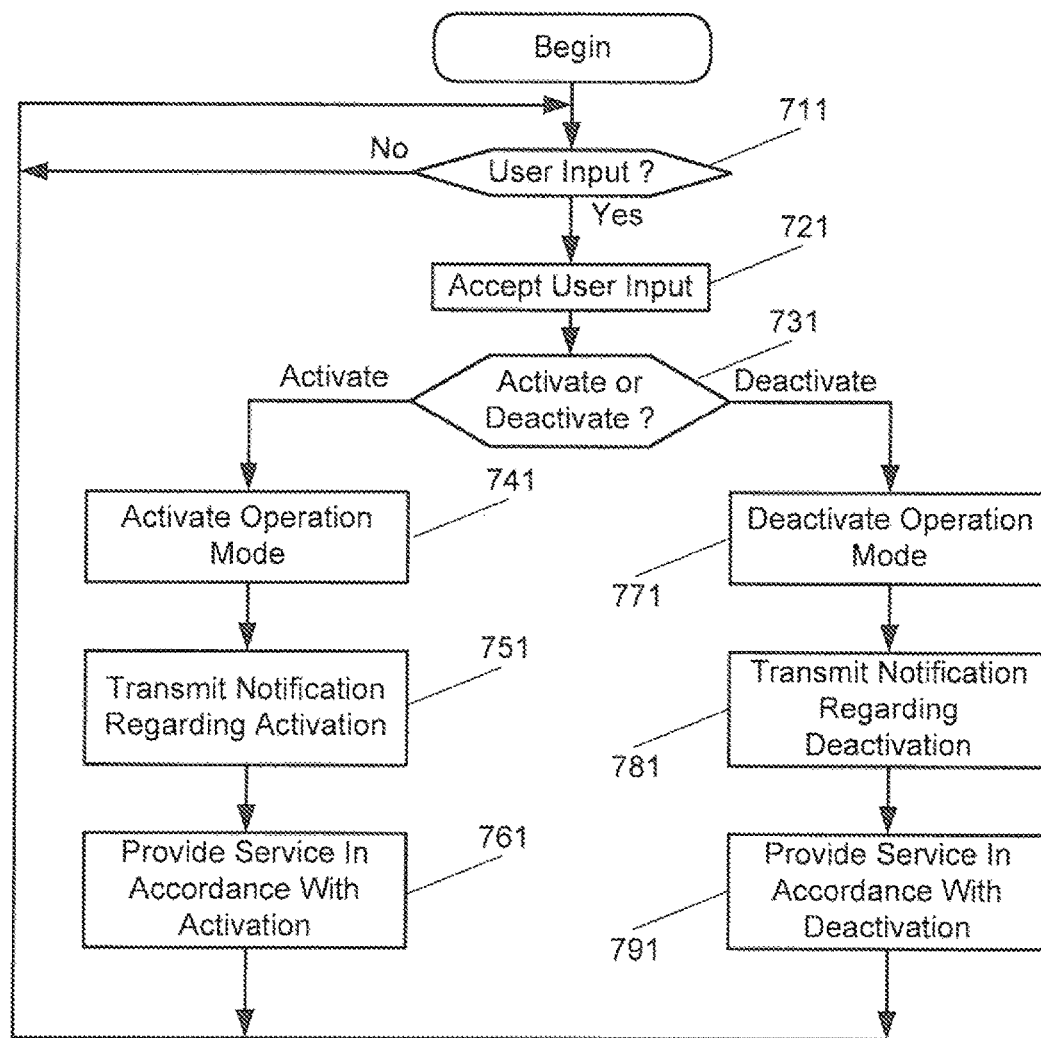 Begin
711
No
User Input ?
Yes
721
Accept User Input
731
Activate
Activate or
Deactivate ?
Deactivate
741
Activate Operation
Mode
Deactivate Operation
Mode
771
751
Transmit Notification
Regarding Activation
Transmit Notification
Regarding
Deactivation
781
761
Provide Service In
Accordance With
Activation
Provide Service In
Accordance With
Deactivation
791